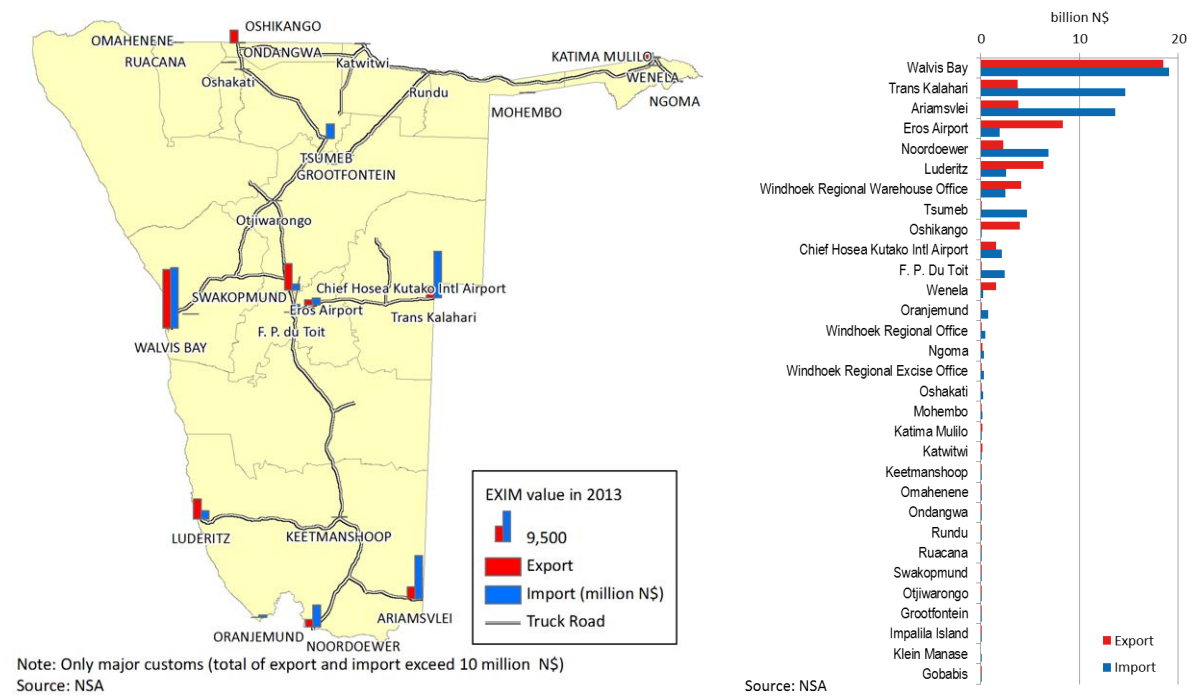 OSHIKANGO
OMAHENENE
ONDANGWA
RUACANA
Katwitwi
KATIMA MULILO
Oshakati
WENELA
Rundu
NGOMA
MOHEMBO
TSUMEB
GROOTFONTEIN
Otjiwarongo
SWAKOPMUND
Chief Hosea Kutako Intl Airport
Eros Airport
Trans Kalahari
F. P. du Toit
WALVIS BAY
LUDERITZ
KEETMANSHOOP
ARIAMSVLEI
ORANJEMUND
NOORDOEWER
EXIM value in 2013
9,500
Export
Import (million N$)
Truck Road
Note: Only major customs (total of export and import exceed 10 million N$)
Source: NSA
billion N$
0 10 20
Walvis Bay
Trans Kalahari
Ariamsvlei
Eros Airport
Noordoewer
Luderitz
Windhoek Regional Warehouse Office
Tsumeb
Oshikango
Chief Hosea Kutako Intl Airport
F. P. Du Toit
Wenela
Oranjemund
Windhoek Regional Office
Ngoma
Windhoek Regional Excise Office
Oshakati
Mohembo
Katima Mulilo
Katwitwi
Keetmanshoop
Omahenene
Ondangwa
Rundu
Ruacana
Swakopmund
Otjiwarongo
Grootfontein
Impalila Island
Klein Manase
Gobabis
Export
Import
Source: NSA